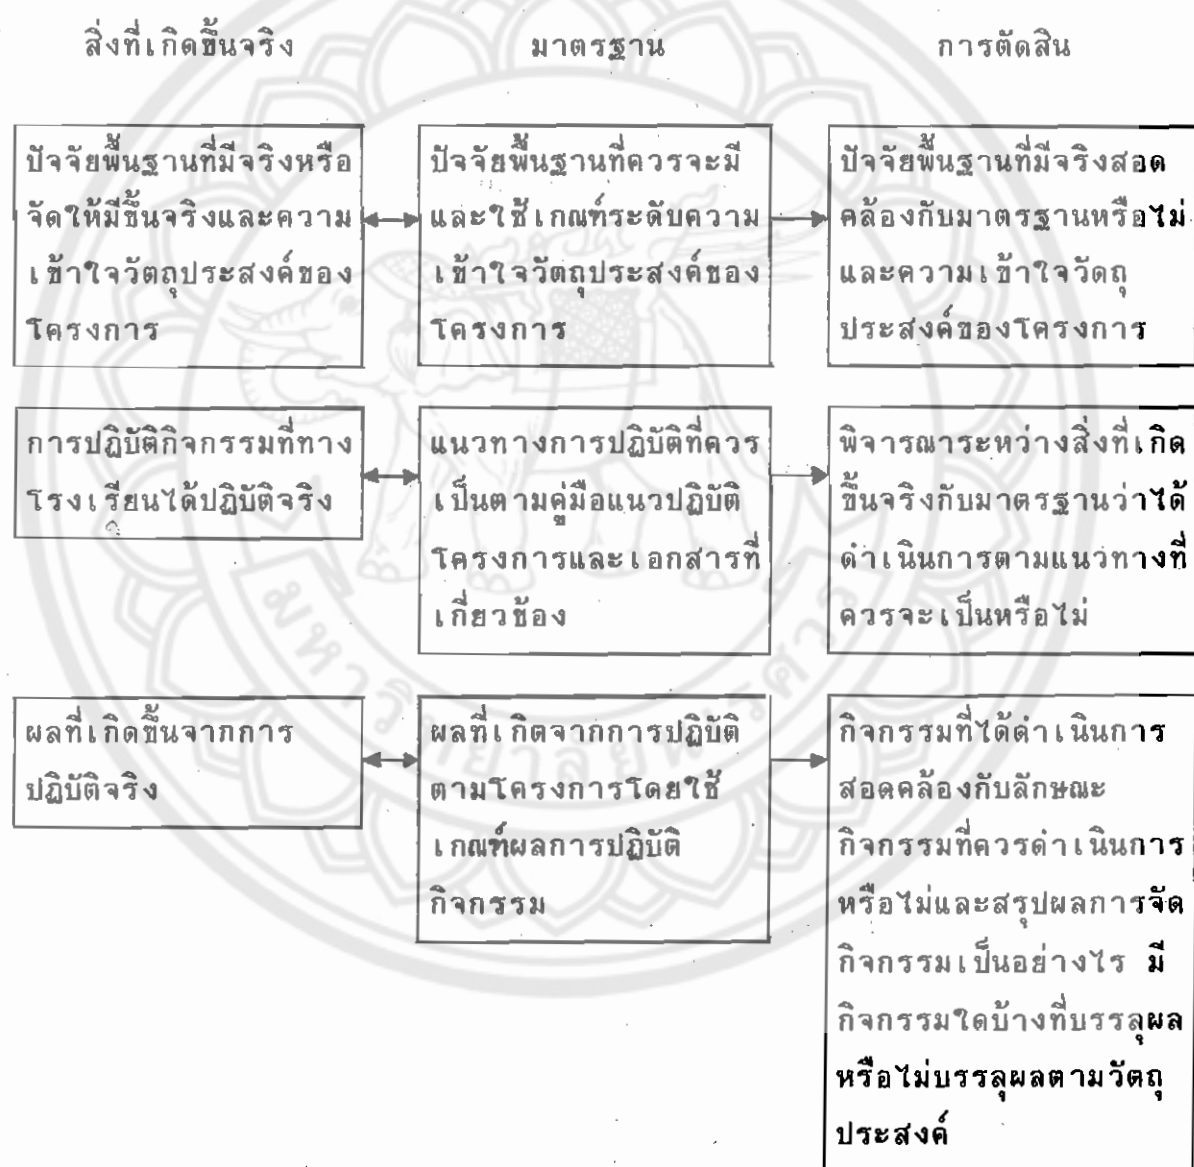 สิ่งที่เกิดขึ้นจริง
มาตรฐาน
การตัดสิน
ปัจจัยพื้นฐานที่มีจริงหรือ
จัดให้มีขึ้นจริงและความ
เข้าใจวัตถุประสงค์ของ
โครงการ
ปัจจัยพื้นฐานที่ควรจะมี
และใช้เกณฑ์ระดับความ
เข้าใจวัตถุประสงค์ของ
โครงการ
ปัจจัยพื้นฐานที่มีจริงสอด
คล้องกับมาตรฐานหรือไม่
และความเข้าใจวัตถุ
ประสงค์ของโครงการ
การปฏิบัติกิจกรรมที่ทาง
โรงเรียนได้ปฏิบัติจริง
แนวทางการปฏิบัติที่ควร
เป็นตามคู่มือแนวปฏิบัติ
โครงการและเอกสารที่
เกี่ยวข้อง
พิจารณาระหว่างสิ่งที่เกิด
ขึ้นจริงกับมาตรฐานว่าได้
ดำเนินการตามแนวทางที่
ควรจะเป็นหรือไม่
ผลที่เกิดขึ้นจากการ
ปฏิบัติจริง
ผลที่เกิดจากการปฏิบัติ
ตามโครงการโดยใช้
เกณฑ์ผลการปฏิบัติ
กิจกรรม
กิจกรรมที่ได้ดำเนินการ
สอดคล้องกับลักษณะ
กิจกรรมที่ควรดำเนินการ
หรือไม่และสรุปผลการจัด
กิจกรรมเป็นอย่างไร มี
กิจกรรมใดบ้างที่บรรลุผล
หรือไม่บรรลุผลตามวัตถุ
ประสงค์
มหาวิทยาลัยนเรศวร